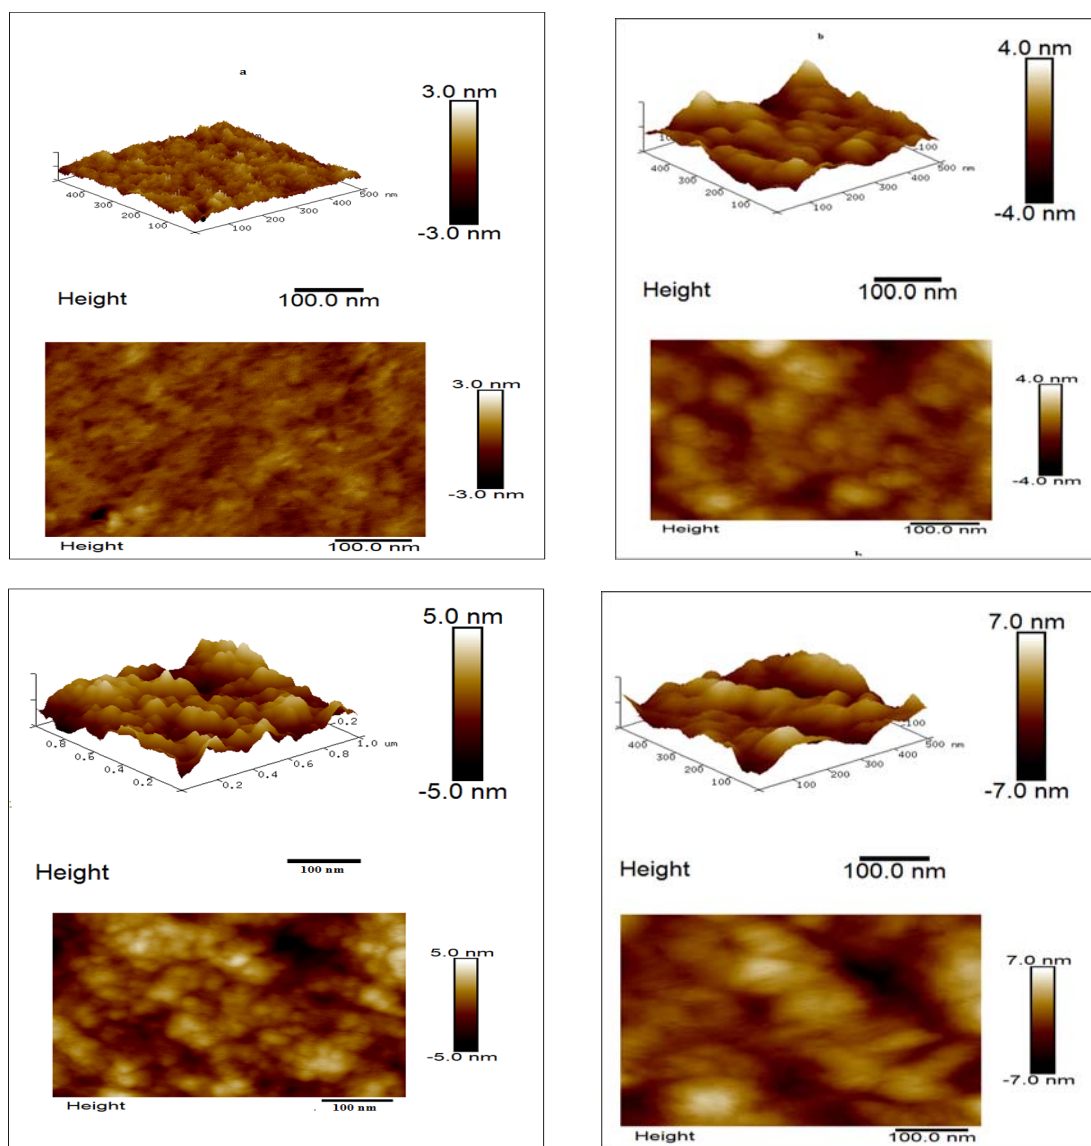 a
3.0 nm
-3.0 nm
400
300
200
100
100
200
300
400
500 nm
Height
100.0 nm
3.0 nm
-3.0 nm
Height
100.0 nm
b
4.0 nm
-4.0 nm
400
300
200
100
100
200
300
400
500 nm
-100
Height
100.0 nm
4.0 nm
-4.0 nm
Height
100.0 nm
5.0 nm
-5.0 nm
0.8
0.6
0.4
0.2
0.2
0.4
0.6
0.8
1.0 um
0.2
Height
100 nm
5.0 nm
-5.0 nm
Height
100 nm
7.0 nm
-7.0 nm
400
300
200
100
100
200
300
400
500 nm
-100
Height
100.0 nm
7.0 nm
-7.0 nm
Height
100.0 nm